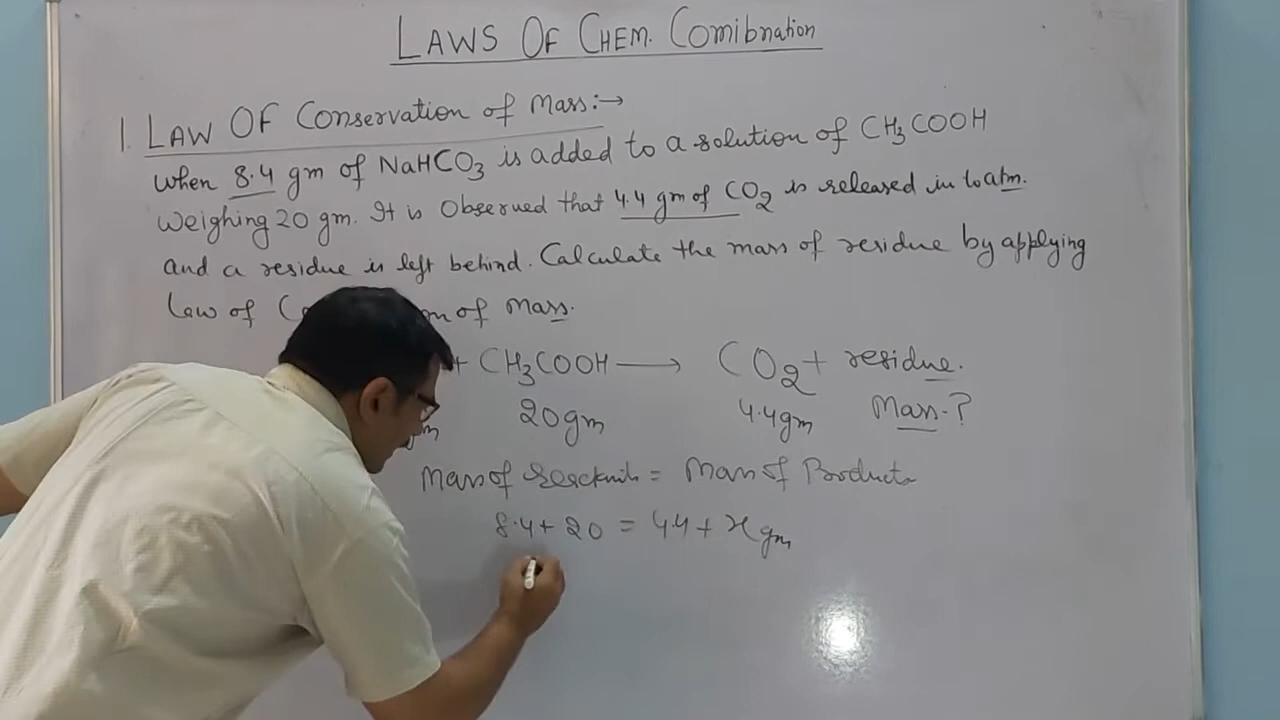 LAWS OF CHEM. Comibnation
1. LAW OF Conservation of Mass:→
When 8.4 gm of NaHCO3 is added to a solution of CH3COOH
Weighing 20 gm. It is Observed that 4.4 gm of CO2 is released in to atm.
and a residue is left behind. Calculate the mass of residue by applying
law of of Mass.
+ CH3COOH → CO2 + residue.
20gm 4.4gm Mass.?
Mass of = Mass of Products
8.4 + 20 = 4.4 + x gm